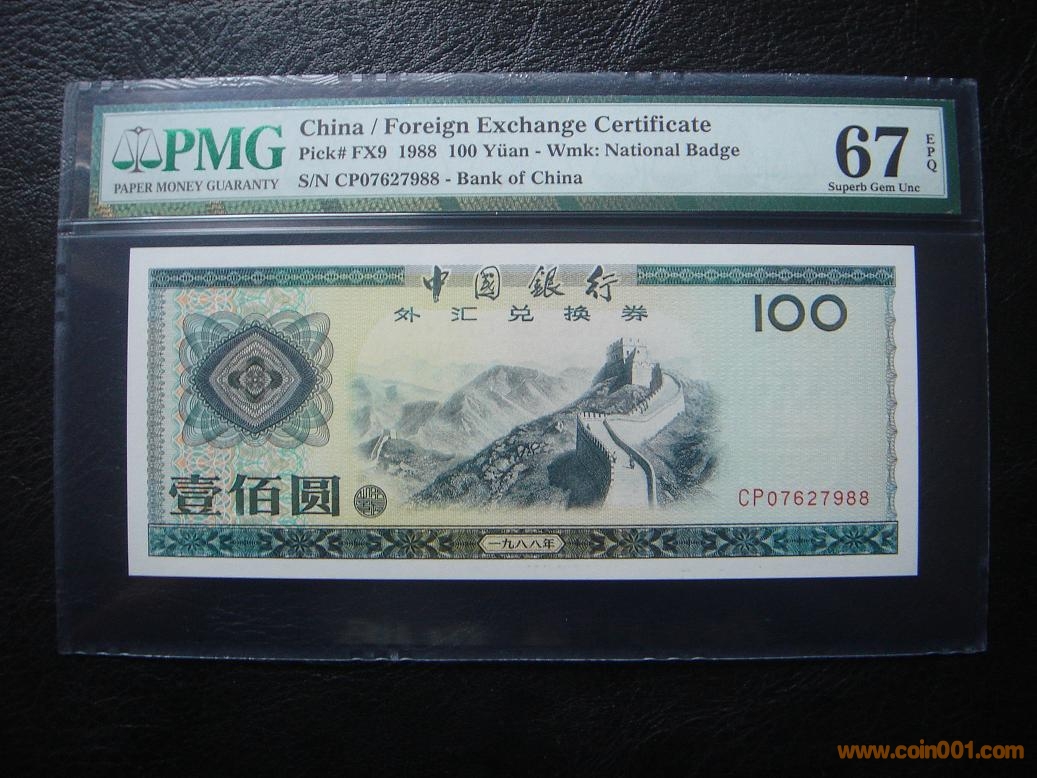 PMG
PAPER MONEY GUARANTY
China / Foreign Exchange Certificate
Pick# FX9 1988 100 Yüan - Wmk: National Badge
S/N CP07627988 - Bank of China
67
EPQ
Superb Gem Unc
中国銀行
外汇兑换券
100
壹佰圆
CP07627988
一九八八年
www.coin001.com